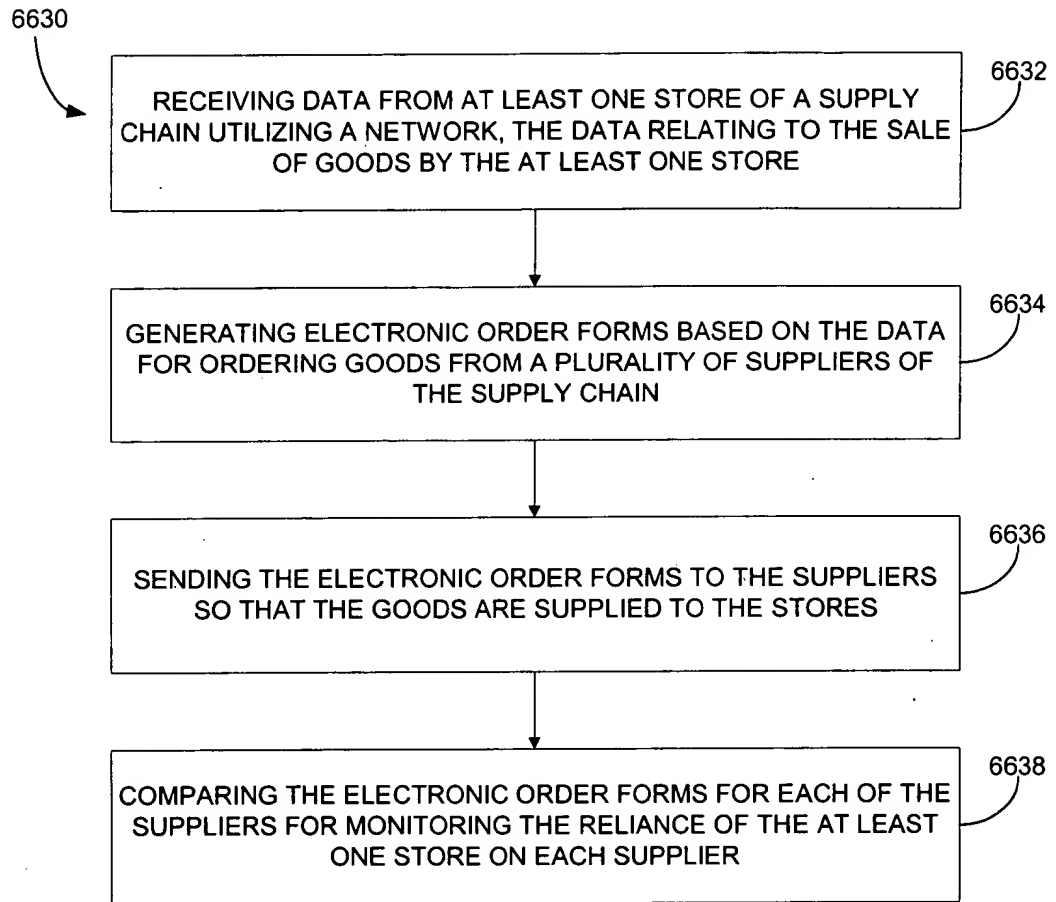 6630
6632
RECEIVING DATA FROM AT LEAST ONE STORE OF A SUPPLY
CHAIN UTILIZING A NETWORK, THE DATA RELATING TO THE SALE
OF GOODS BY THE AT LEAST ONE STORE
6634
GENERATING ELECTRONIC ORDER FORMS BASED ON THE DATA
FOR ORDERING GOODS FROM A PLURALITY OF SUPPLIERS OF
THE SUPPLY CHAIN
6636
SENDING THE ELECTRONIC ORDER FORMS TO THE SUPPLIERS
SO THAT THE GOODS ARE SUPPLIED TO THE STORES
6638
COMPARING THE ELECTRONIC ORDER FORMS FOR EACH OF THE
SUPPLIERS FOR MONITORING THE RELIANCE OF THE AT LEAST
ONE STORE ON EACH SUPPLIER